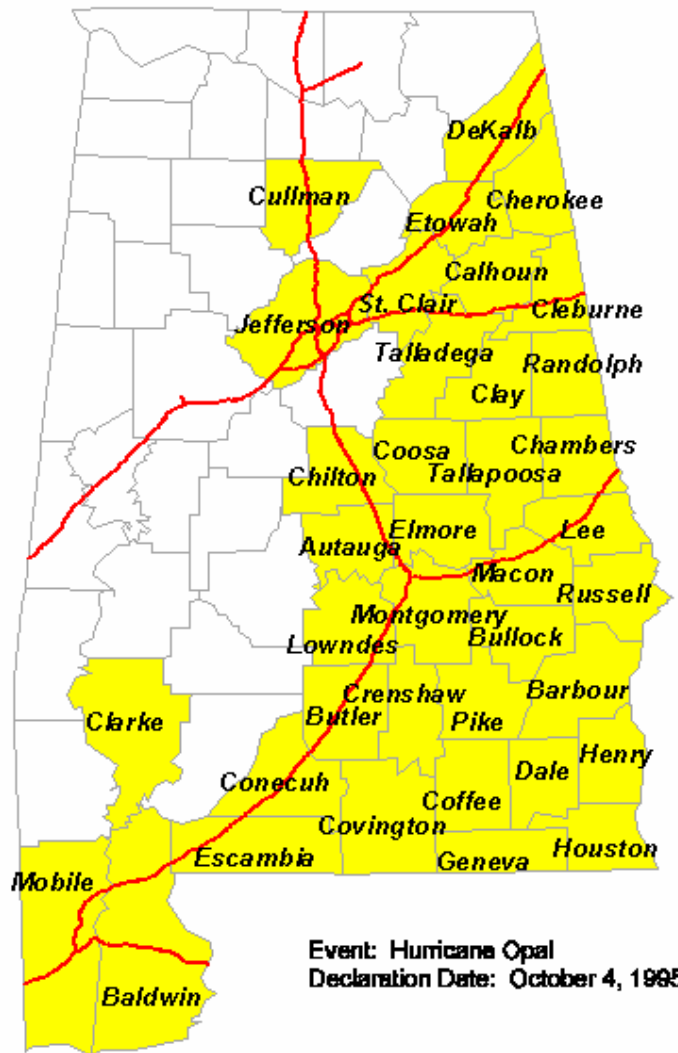 DeKalb
Cullman
Cherokee
Etowah
Calhoun
St. Clair
Cleburne
Jefferson
Talladega
Randolph
Clay
Chambers
Coosa
Chilton
Tallapoosa
Elmore
Lee
Autauga
Macon
Russell
Montgomery
Bullock
Lowndes
Crenshaw
Barbour
Butler
Clarke
Pike
Henry
Dale
Conecuh
Coffee
Covington
Houston
Escambia
Geneva
Mobile
Event: Hurricane Opal
Declaration Date: October 4, 1995
Baldwin